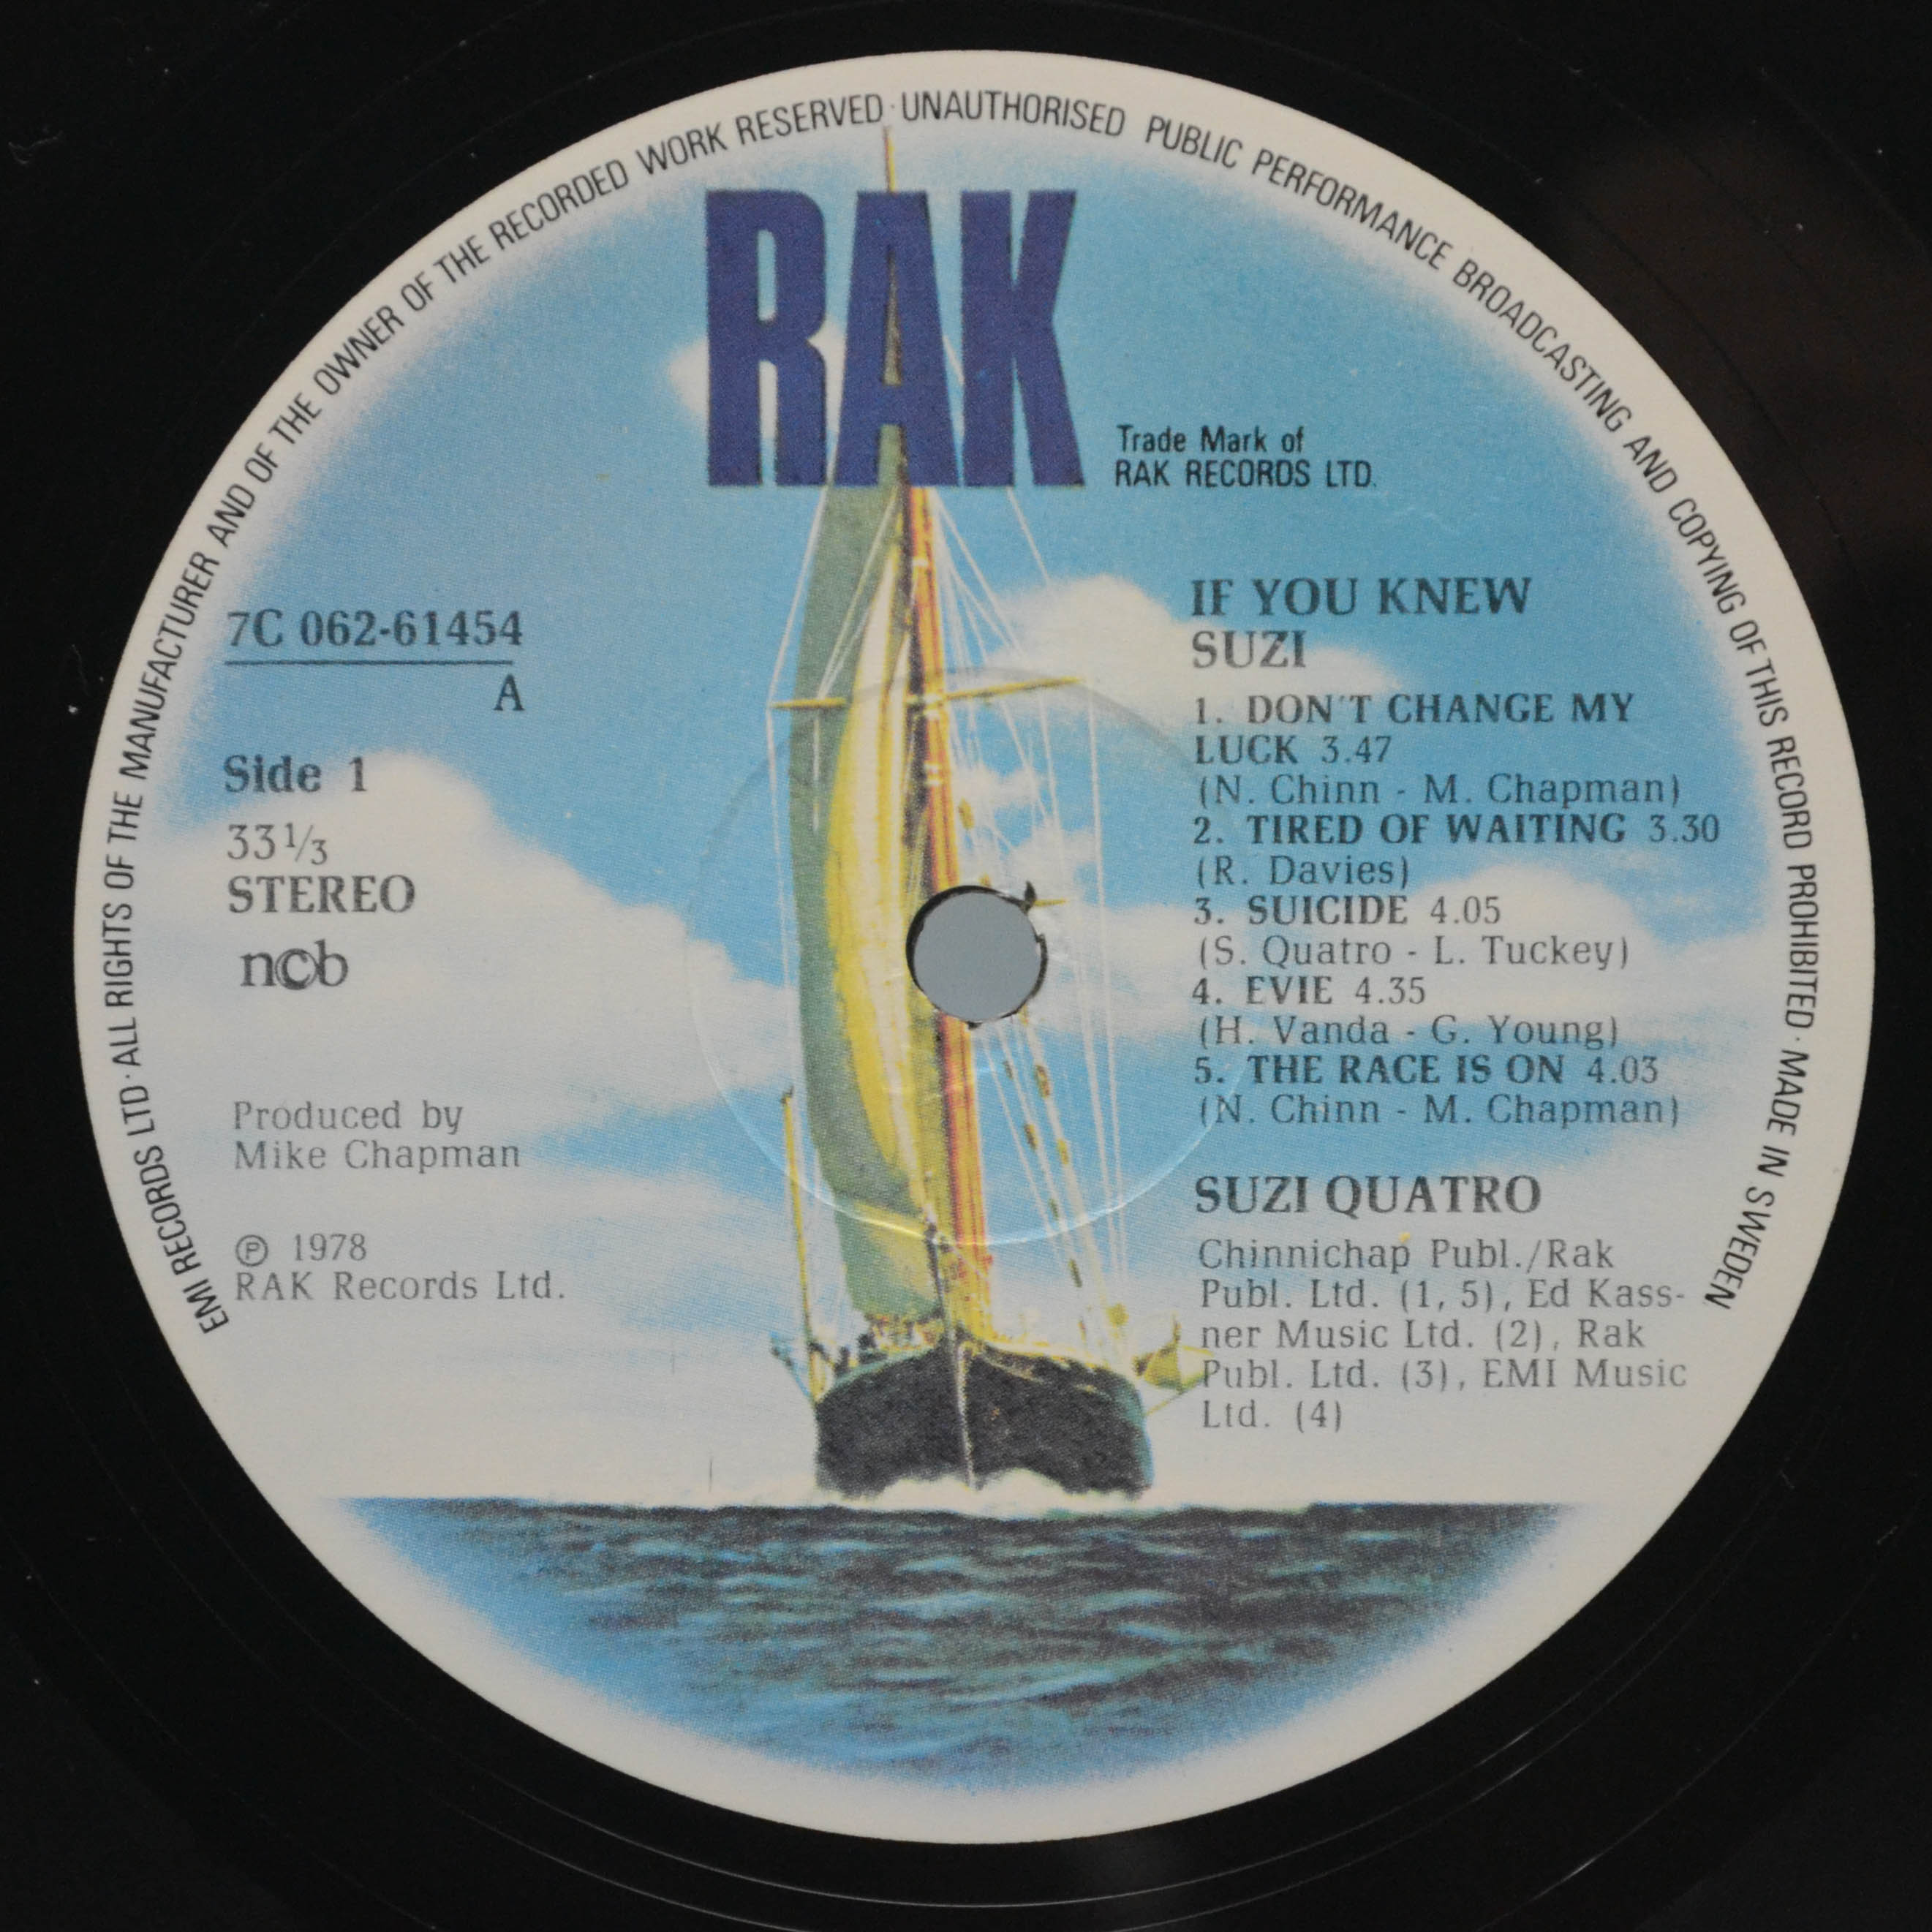 EMI RECORDS LTD · ALL RIGHTS OF THE MANUFACTURER AND OF THE OWNER OF THE RECORDED WORK RESERVED · UNAUTHORISED PUBLIC PERFORMANCE BROADCASTING AND COPYING OF THIS RECORD PROHIBITED · MADE IN SWEDEN
RAK
Trade Mark of
RAK RECORDS LTD.
7C 062-61454
A
Side 1
33 1/3
STEREO
ncb
Produced by
Mike Chapman
℗ 1978
RAK Records Ltd.
IF YOU KNEW
SUZI
1. DON'T CHANGE MY
LUCK 3.47
(N. Chinn - M. Chapman)
2. TIRED OF WAITING 3.30
(R. Davies)
3. SUICIDE 4.05
(S. Quatro - L. Tuckey)
4. EVIE 4.35
(H. Vanda - G. Young)
5. THE RACE IS ON 4.03
(N. Chinn - M. Chapman)
SUZI QUATRO
Chinnichap Publ./Rak
Publ. Ltd. (1, 5), Ed Kass-
ner Music Ltd. (2), Rak
Publ. Ltd. (3), EMI Music
Ltd. (4)